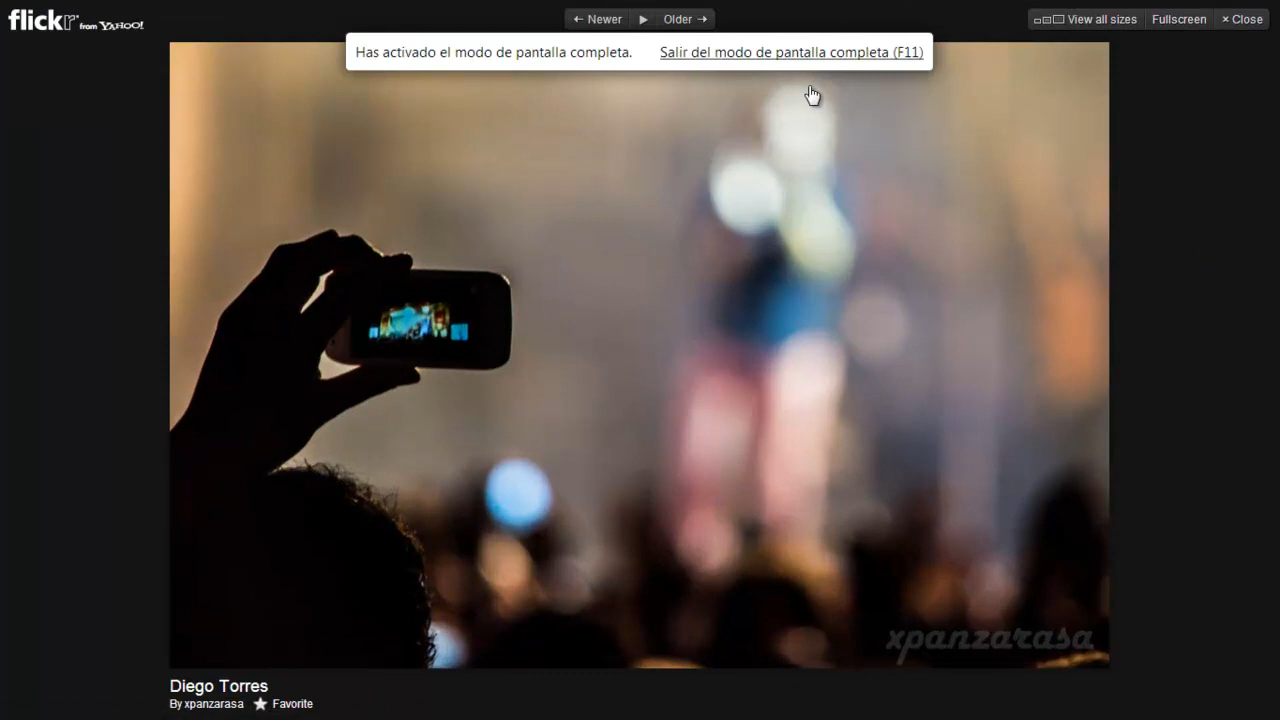 flickr from YAHOO!
← Newer
Older →
View all sizes
Fullscreen
× Close
Has activado el modo de pantalla completa. Salir del modo de pantalla completa (F11)
xpanzarasa
Diego Torres
By xpanzarasa ★ Favorite